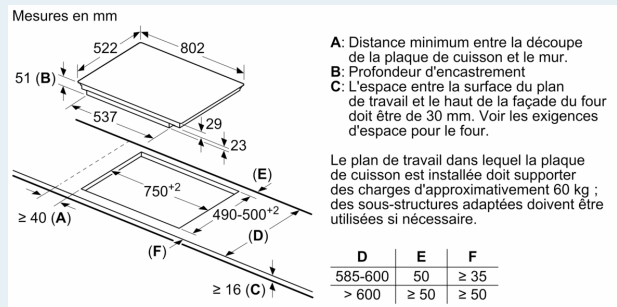 Mesures en mm
522
802
51 (B)
537
29
23
(E)
750+2
490-500+2
≥ 40 (A)
(D)
(F)
≥ 16 (C)
A: Distance minimum entre la découpe
de la plaque de cuisson et le mur.
B: Profondeur d'encastrement
C: L'espace entre la surface du plan
de travail et le haut de la façade du four
doit être de 30 mm. Voir les exigences
d'espace pour le four.
Le plan de travail dans lequel la plaque
de cuisson est installée doit supporter
des charges d'approximativement 60 kg ;
des sous-structures adaptées doivent être
utilisées si nécessaire.
D E F
585-600 50 ≥ 35
> 600 ≥ 50 ≥ 50